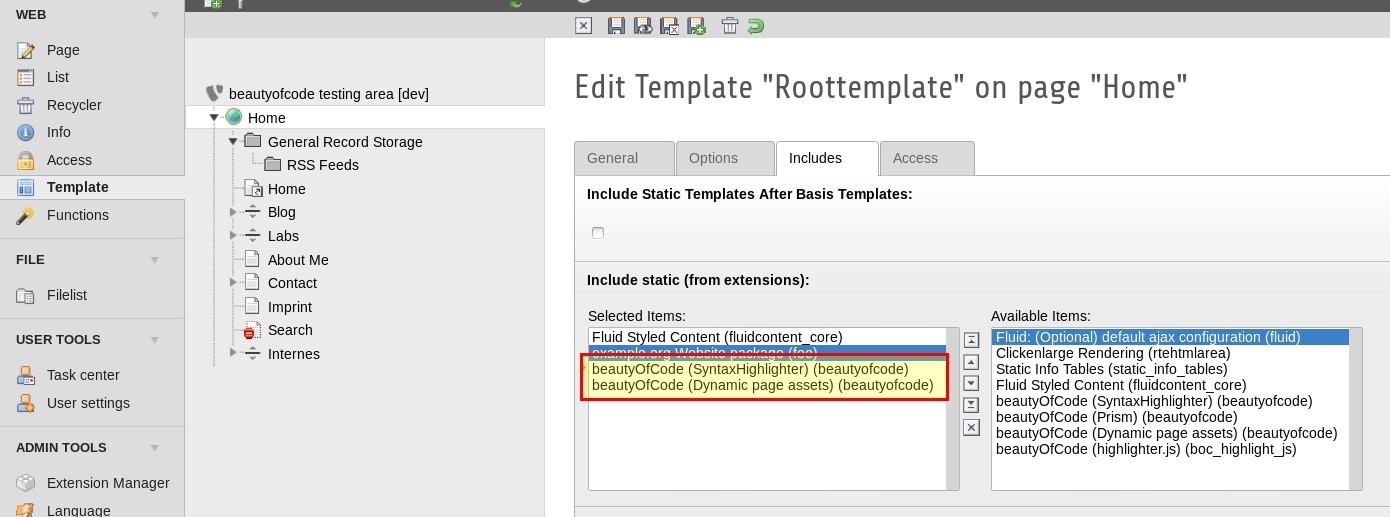 WEB
Page
List
Recycler
Info
Access
Template
Functions
FILE
Filelist
USER TOOLS
Task center
User settings
ADMIN TOOLS
Extension Manager
Language
beautyofcode testing area [dev]
Home
General Record Storage
RSS Feeds
Home
Blog
Labs
About Me
Contact
Imprint
Search
Internes
Edit Template "Roottemplate" on page "Home"
General
Options
Includes
Access
Include Static Templates After Basis Templates:
Include static (from extensions):
Selected Items:
Fluid Styled Content (fluidcontent_core)
example.org Website package (foo)
beautyOfCode (SyntaxHighlighter) (beautyofcode)
beautyOfCode (Dynamic page assets) (beautyofcode)
Available Items:
Fluid: (Optional) default ajax configuration (fluid)
Clickenlarge Rendering (rtehtmlarea)
Static Info Tables (static_info_tables)
Fluid Styled Content (fluidcontent_core)
beautyOfCode (SyntaxHighlighter) (beautyofcode)
beautyOfCode (Prism) (beautyofcode)
beautyOfCode (Dynamic page assets) (beautyofcode)
beautyOfCode (highlighter.js) (boc_highlight_js)